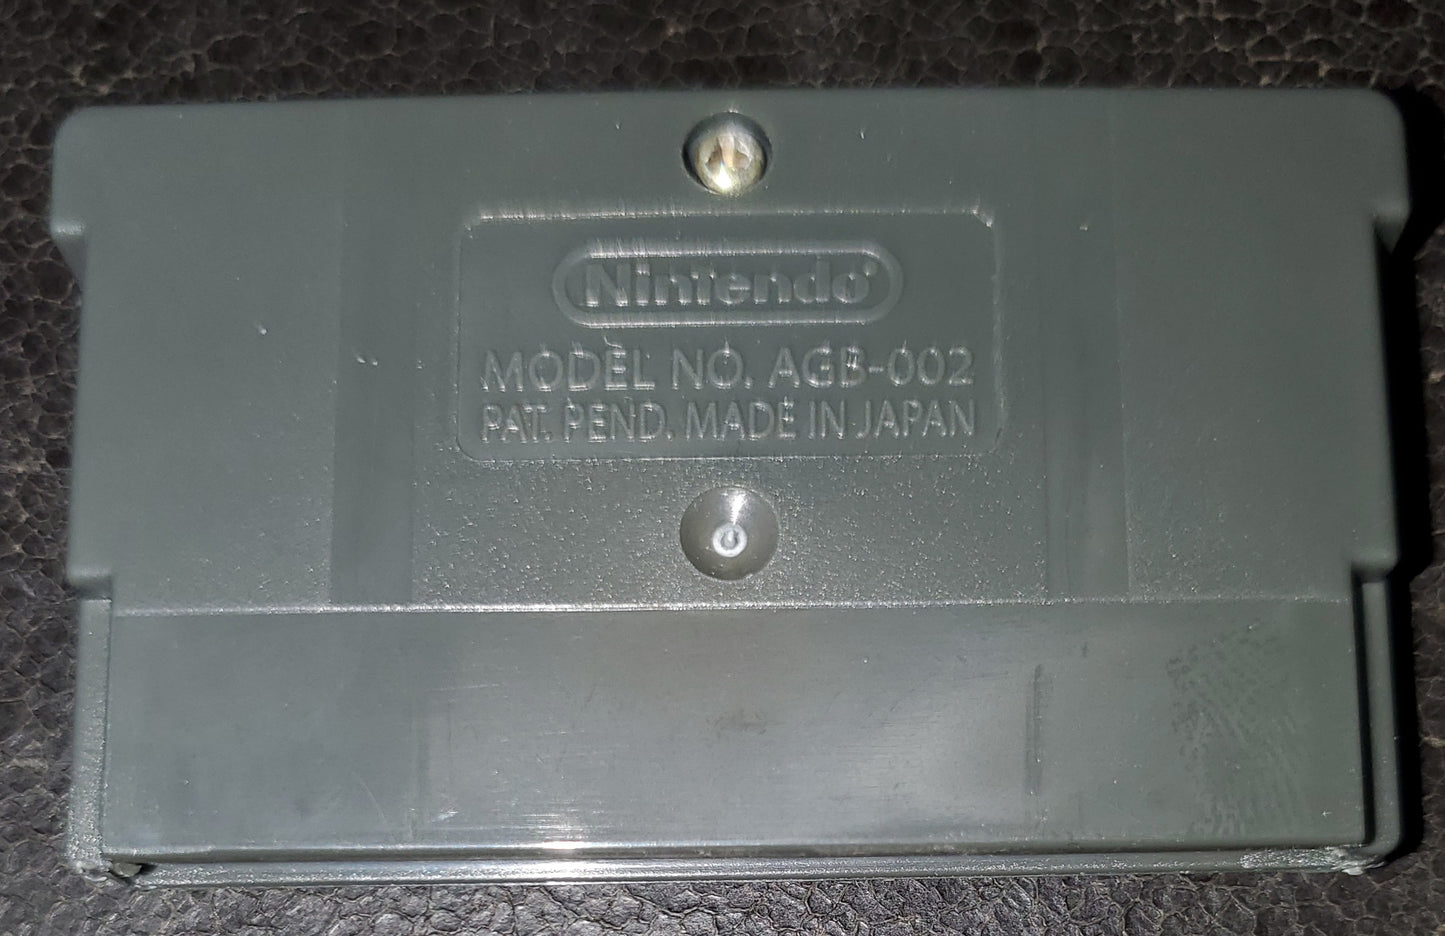 Nintendo®
MODEL NO. AGB-002
PAT. PEND. MADE IN JAPAN